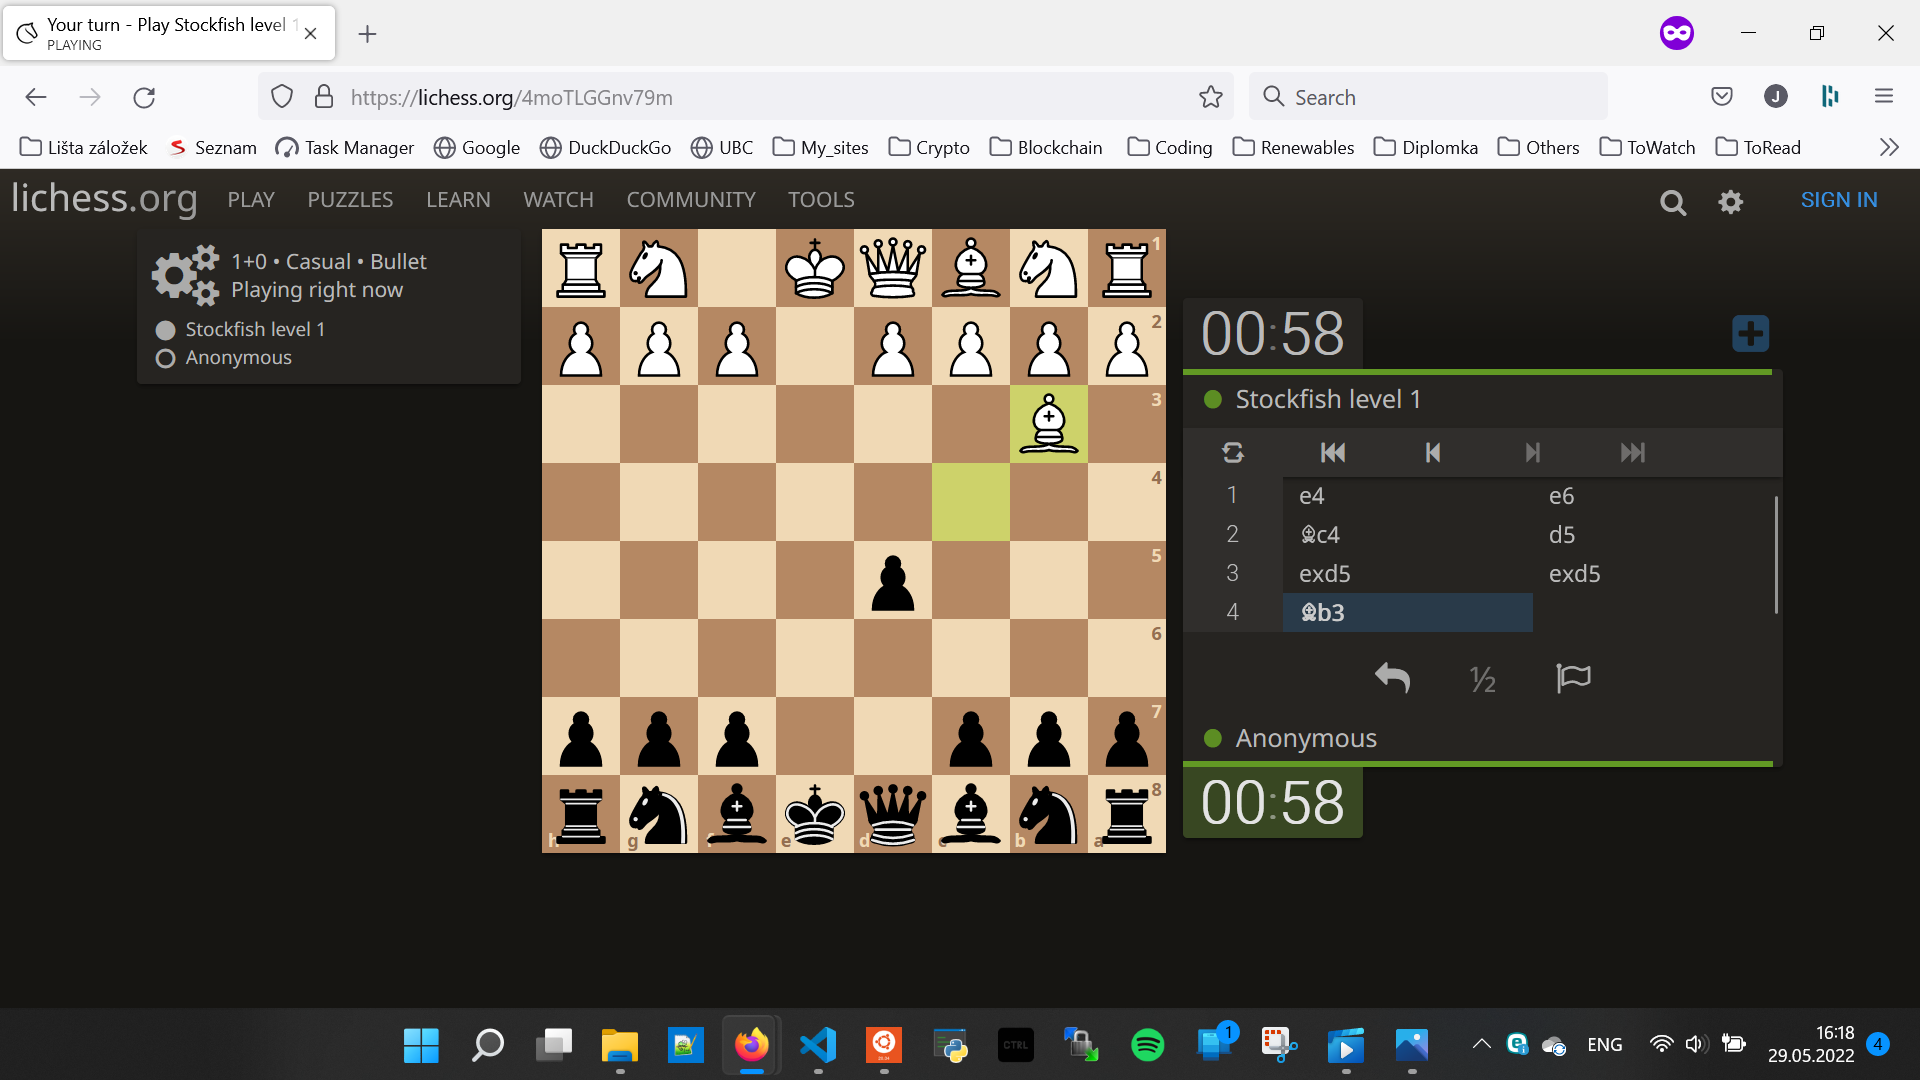 Your turn - Play Stockfish level 1
PLAYING
https://lichess.org/4moTLGGnv79m
Search
J
Lišta záložek
Seznam
Task Manager
Google
DuckDuckGo
UBC
My_sites
Crypto
Blockchain
Coding
Renewables
Diplomka
Others
ToWatch
ToRead
lichess.org
PLAY
PUZZLES
LEARN
WATCH
COMMUNITY
TOOLS
SIGN IN
1+0 • Casual • Bullet
Playing right now
Stockfish level 1
Anonymous
1
2
3
4
5
6
7
8
h g f e d c b a
00:58
Stockfish level 1
1 e4 e6
2 ♗c4 d5
3 exd5 exd5
4 ♗b3
½
Anonymous
00:58
CTRL
1
ENG
16:18
29.05.2022
4